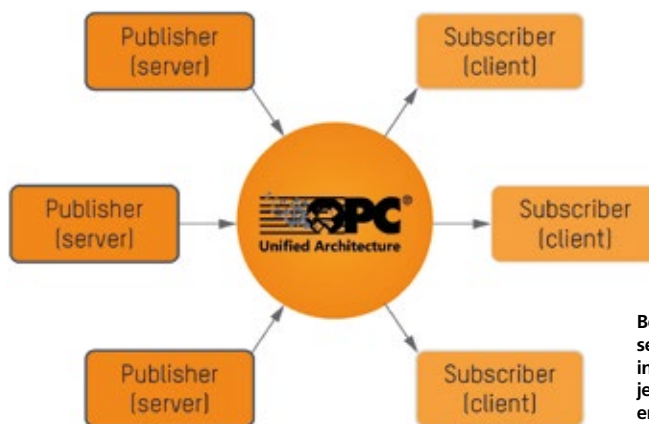 Publisher
(server)
Subscriber
(client)
Publisher
(server)
OPC®
Unified Architecture
Subscriber
(client)
Publisher
(server)
Subscriber
(client)